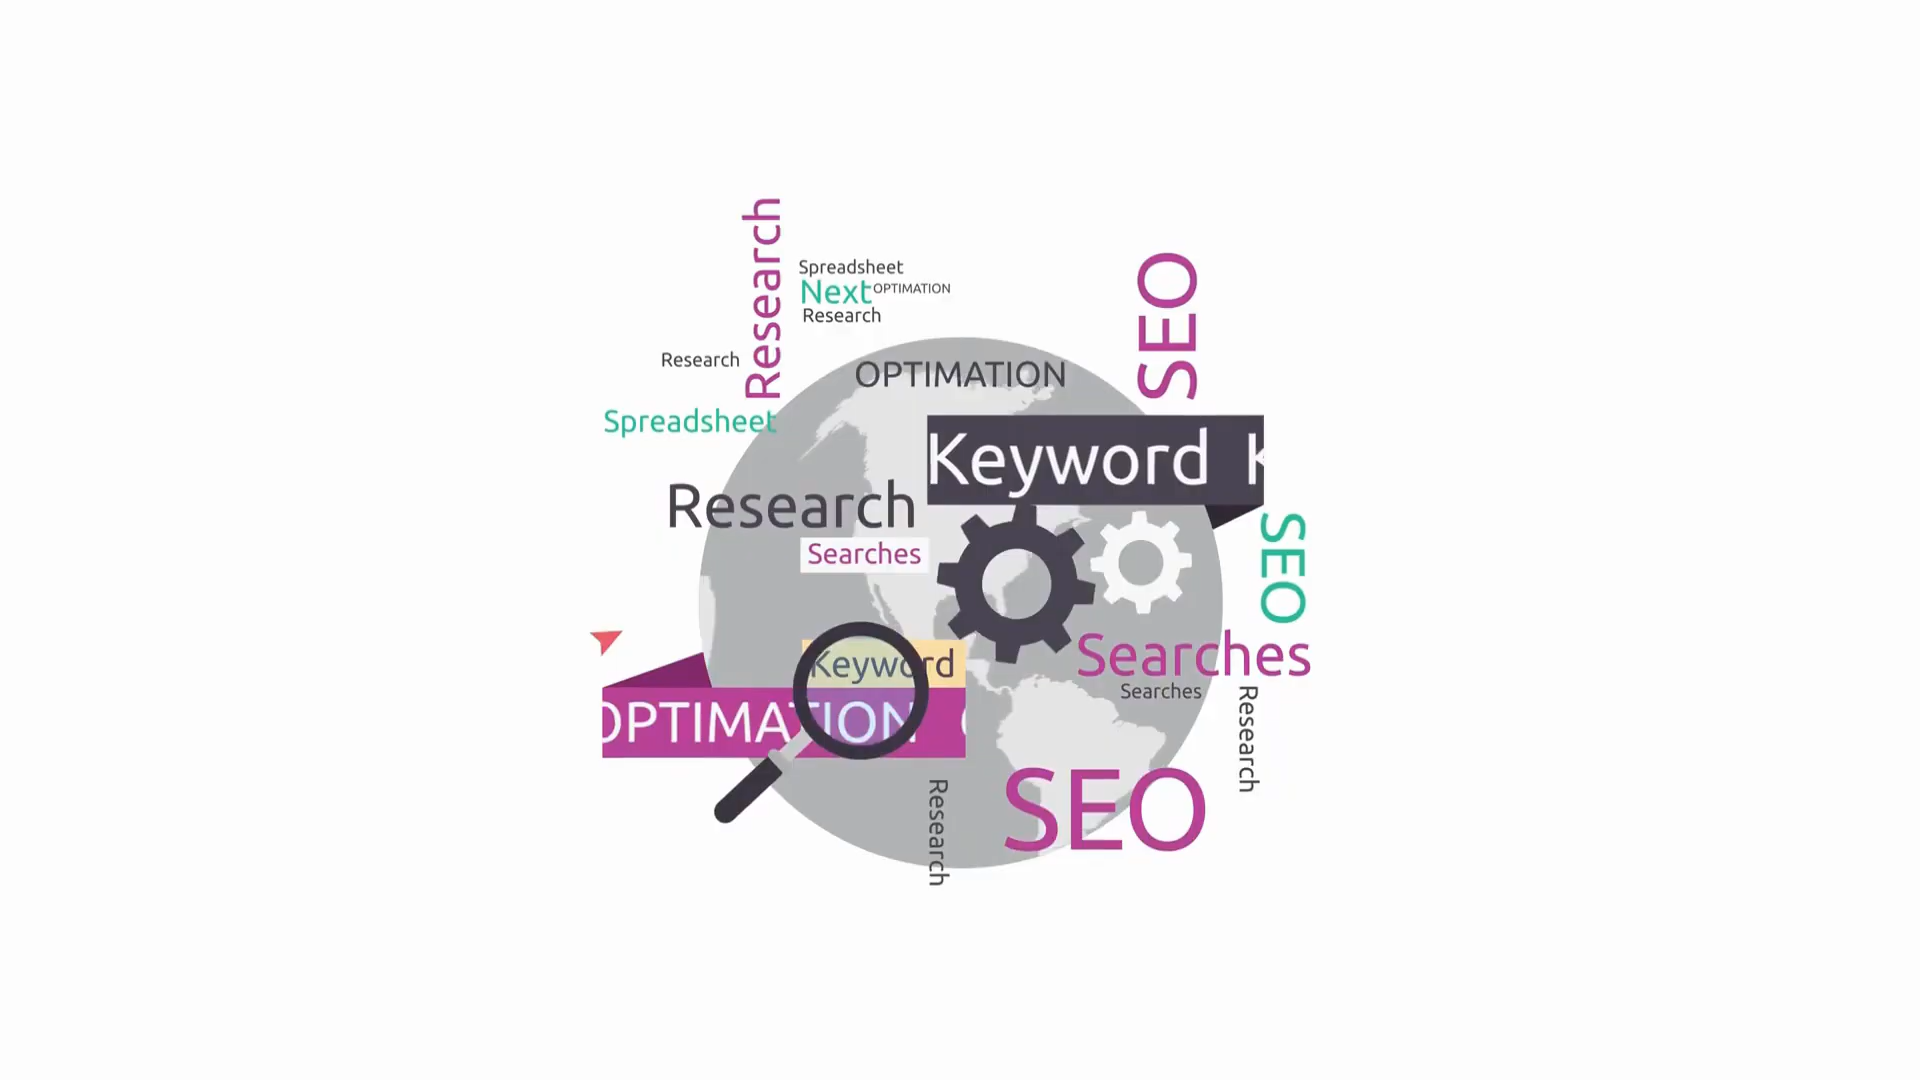 Research
Spreadsheet
Next OPTIMATION
Research
SEO
Research
OPTIMATION
Spreadsheet
Keyword K
Research
Searches
SEO
Searches
Keyword
Searches
Research
OPTIMATION
SEO
Research